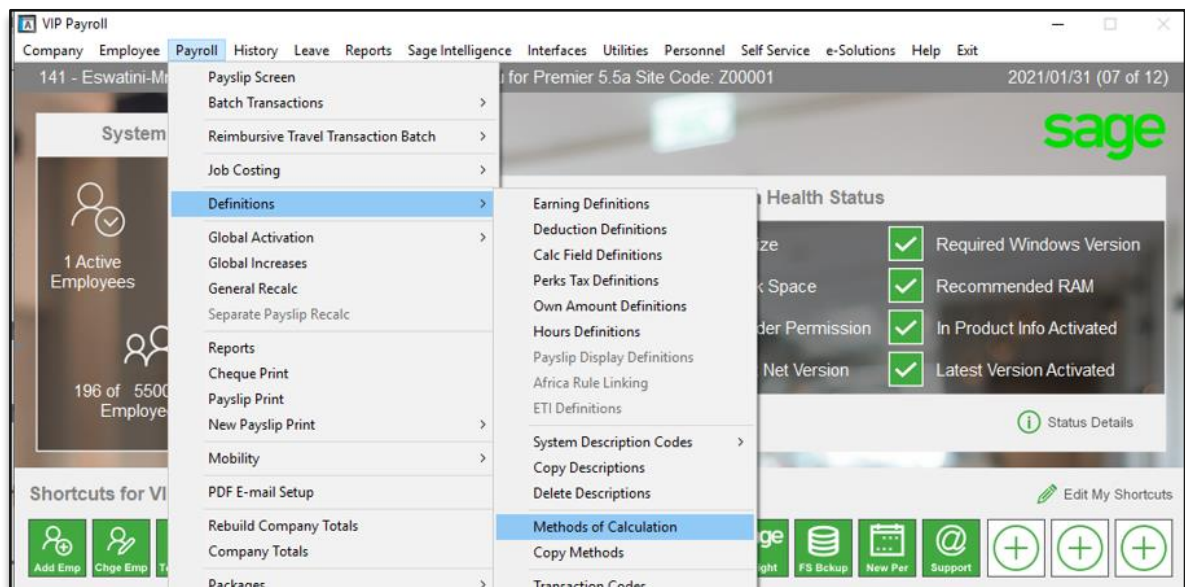 VIP Payroll
Company Employee Payroll History Leave Reports Sage Intelligence Interfaces Utilities Personnel Self Service e-Solutions Help Exit
141 - Eswatini-Mr
for Premier 5.5a Site Code: Z00001
2021/01/31 (07 of 12)
sage
System
1 Active
Employees
196 of 5500
Employe
Payslip Screen
Batch Transactions
Reimbursive Travel Transaction Batch
Job Costing
Definitions
Global Activation
Global Increases
General Recalc
Separate Payslip Recalc
Reports
Cheque Print
Payslip Print
New Payslip Print
Mobility
PDF E-mail Setup
Rebuild Company Totals
Company Totals
Packages
Earning Definitions
Deduction Definitions
Calc Field Definitions
Perks Tax Definitions
Own Amount Definitions
Hours Definitions
Payslip Display Definitions
Africa Rule Linking
ETI Definitions
System Description Codes
Copy Descriptions
Delete Descriptions
Methods of Calculation
Copy Methods
Transaction Codes
Health Status
ize
Required Windows Version
Space
Recommended RAM
der Permission
In Product Info Activated
Net Version
Latest Version Activated
Status Details
Shortcuts for VI
Edit My Shortcuts
Add Emp
Chge Emp
ge
ight
FS Bckup
New Per
Support